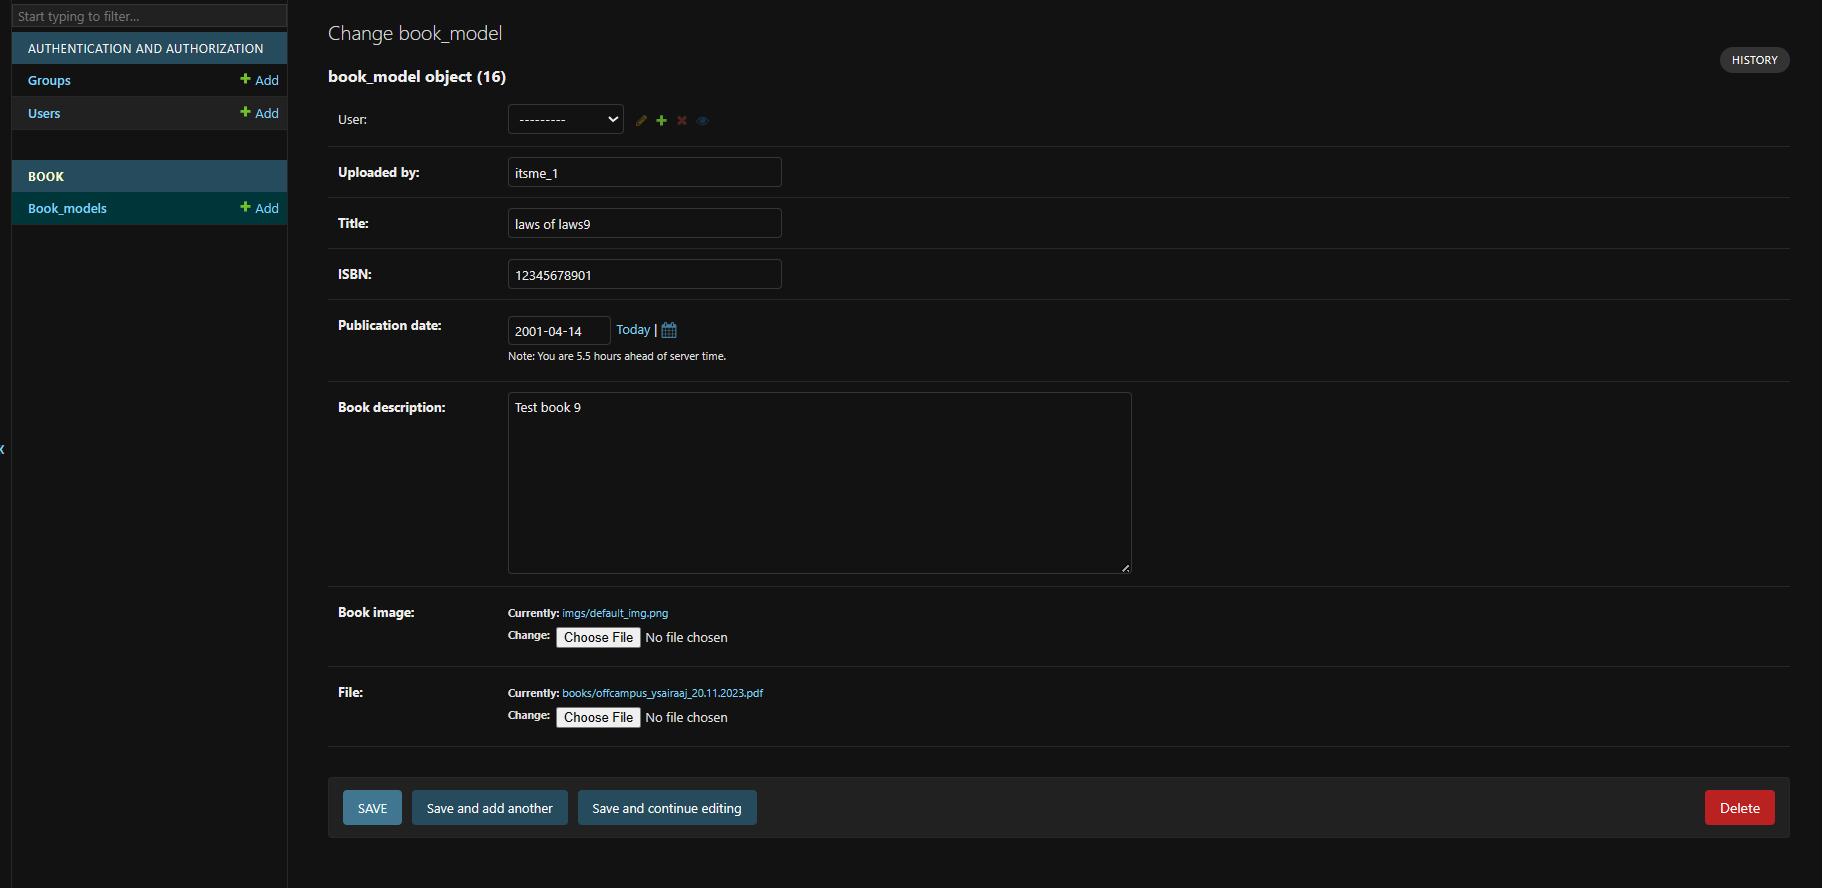 Start typing to filter...
AUTHENTICATION AND AUTHORIZATION
Groups
Add
Users
Add
BOOK
Book_models
Add
Change book_model
HISTORY
book_model object (16)
User:
---------
Uploaded by:
itsme_1
Title:
laws of laws9
ISBN:
12345678901
Publication date:
2001-04-14
Today |
Note: You are 5.5 hours ahead of server time.
Book description:
Test book 9
Book image:
Currently: imgs/default_img.png
Change: Choose File No file chosen
File:
Currently: books/offcampus_ysairaaj_20.11.2023.pdf
Change: Choose File No file chosen
SAVE
Save and add another
Save and continue editing
Delete